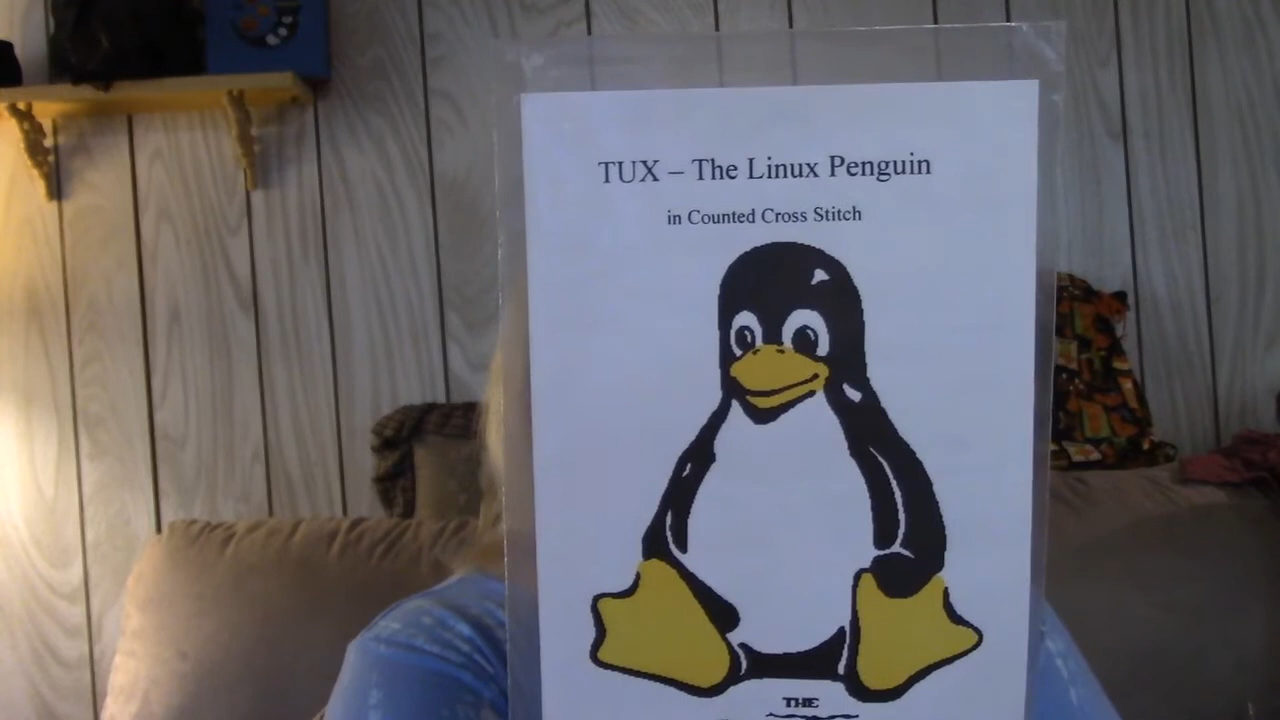 TUX – The Linux Penguin
in Counted Cross Stitch
THE